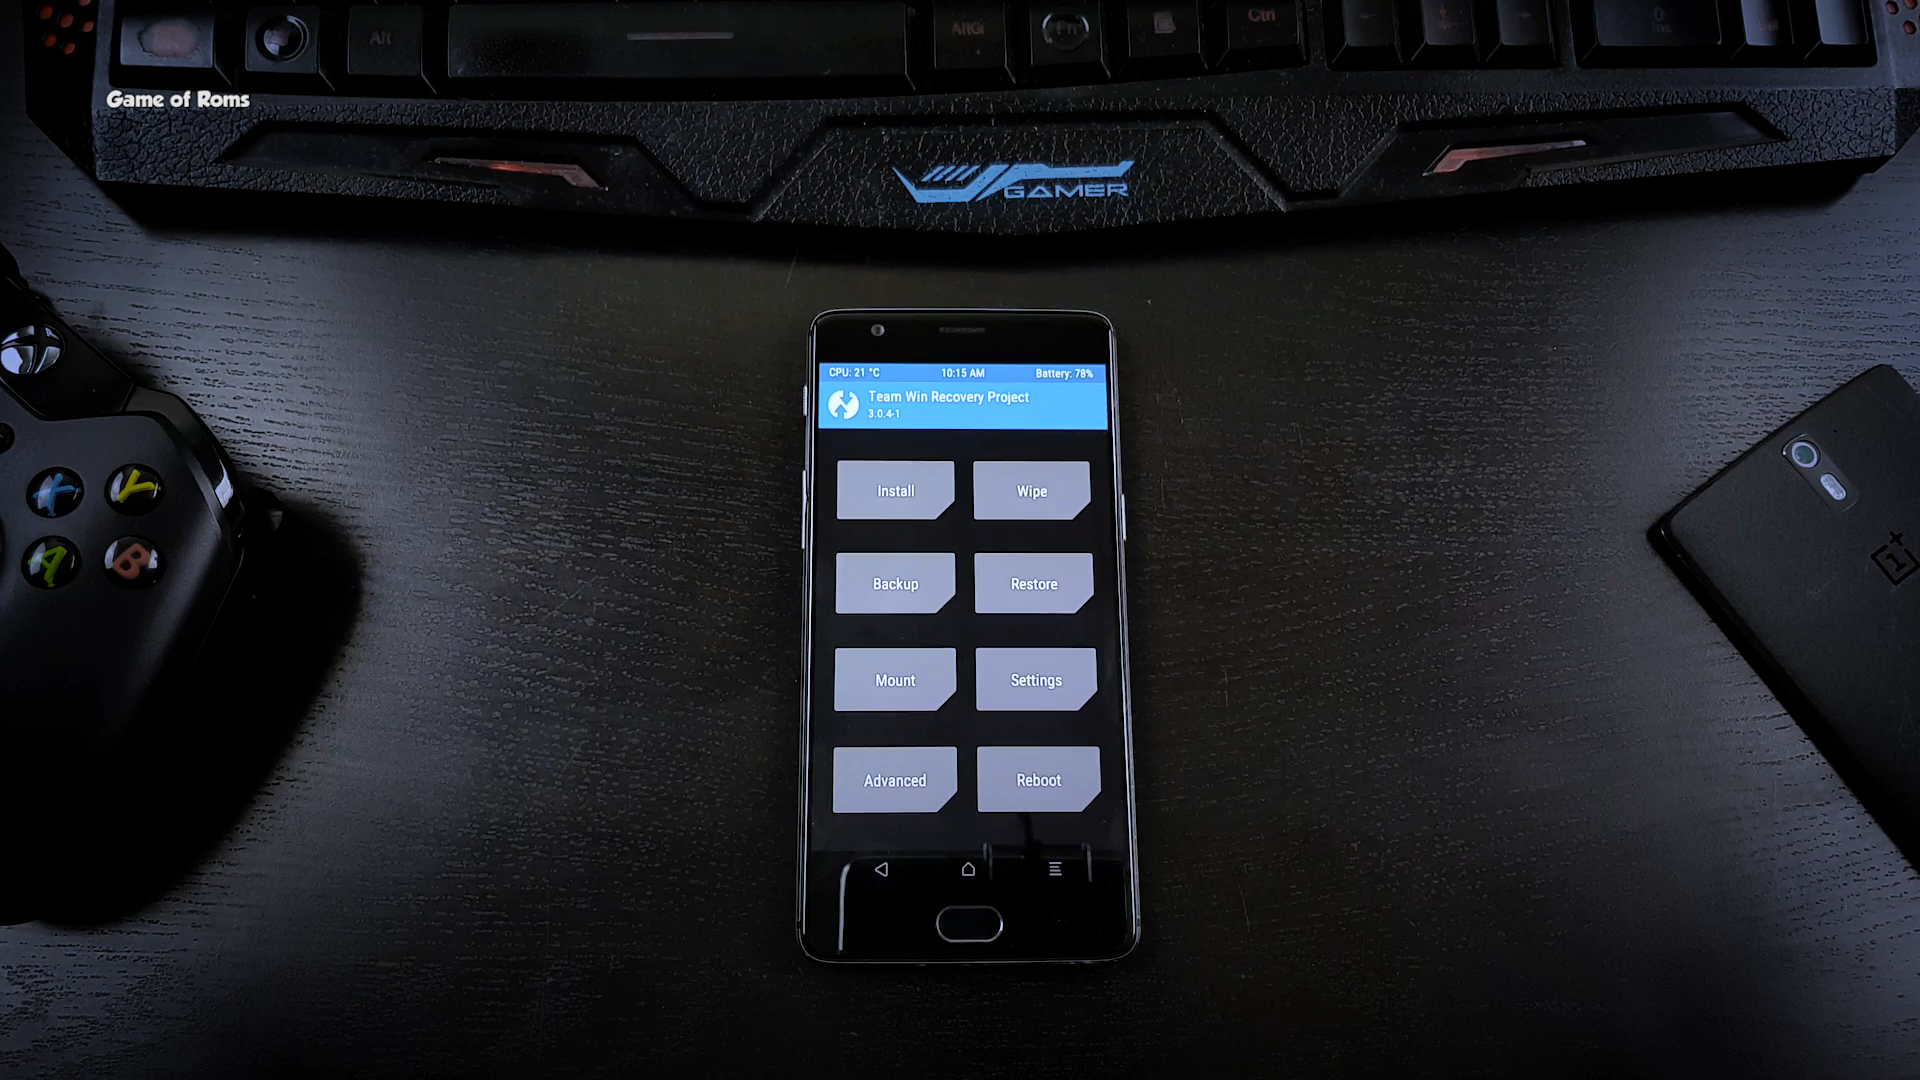 Alt
AltGr
Fn
Ctrl
Game of Roms
GAMER
CPU: 21 °C 10:15 AM Battery: 78%
Team Win Recovery Project
3.0.4-1
Install Wipe
Backup Restore
Mount Settings
Advanced Reboot
X Y
A B
1+